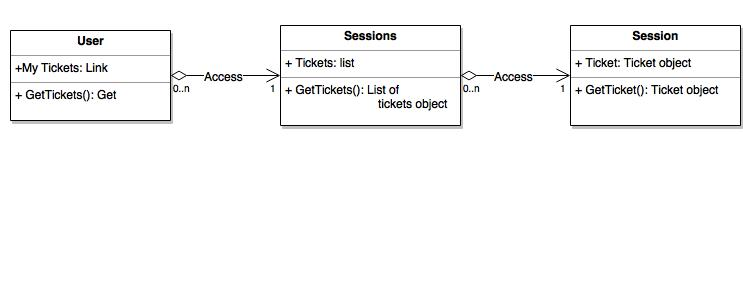 User
+My Tickets: Link
+ GetTickets(): Get
Access
0..n
1
Sessions
+ Tickets: list
+ GetTickets(): List of
tickets object
Access
0..n
1
Session
+ Ticket: Ticket object
+ GetTicket(): Ticket object